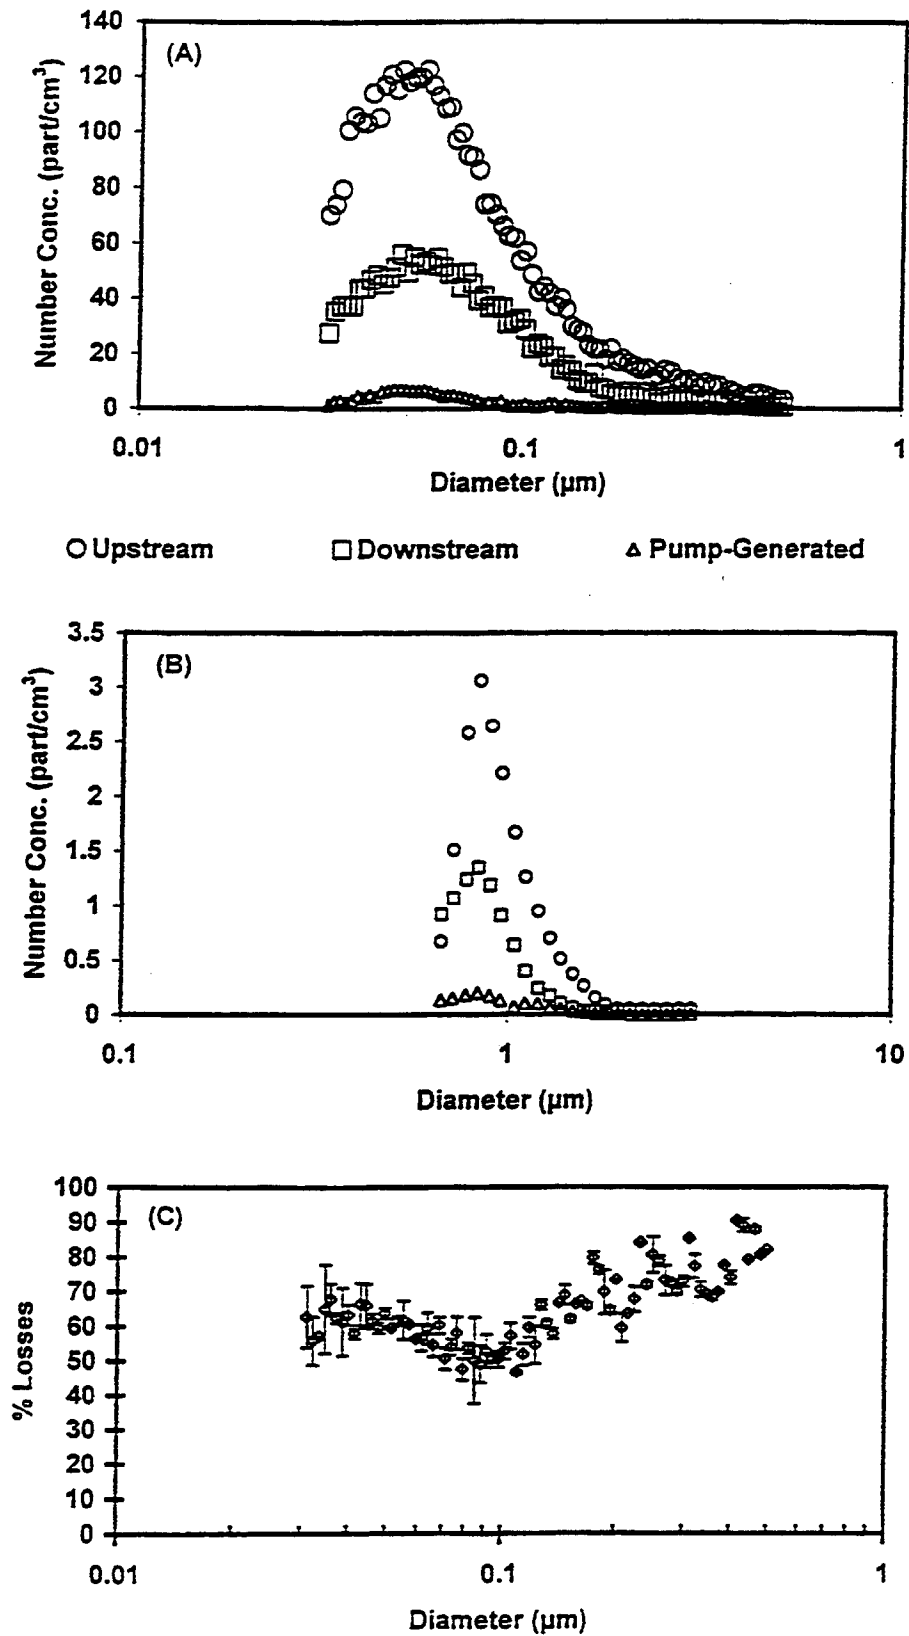 (A)
Number Conc. (part/cm³)
140
120
100
80
60
40
20
0
0.01 0.1 1
Diameter (µm)
Upstream Downstream Pump-Generated
(B)
Number Conc. (part/cm³)
3.5
3
2.5
2
1.5
1
0.5
0
0.1 1 10
Diameter (µm)
(C)
% Losses
100
90
80
70
60
50
40
30
20
10
0
0.01 0.1 1
Diameter (µm)